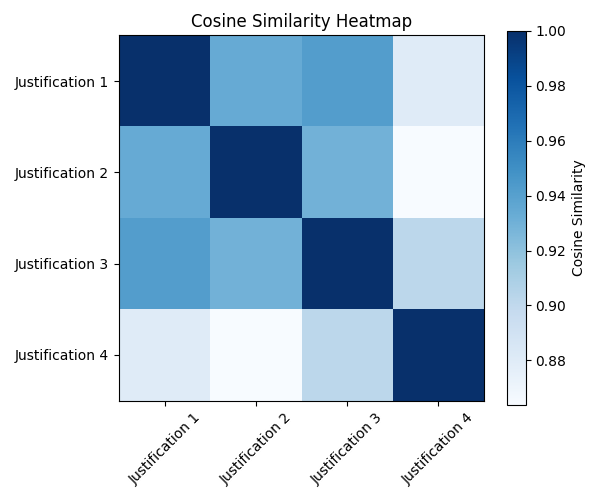 Cosine Similarity Heatmap
Justification 1
Justification 2
Justification 3
Justification 4
Justification 1
Justification 2
Justification 3
Justification 4
1.00
0.98
0.96
0.94
0.92
0.90
0.88
Cosine Similarity